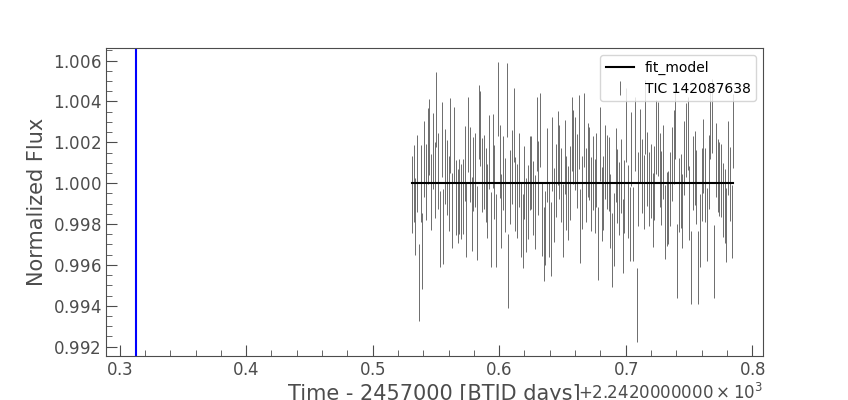 1.006
1.004
1.002
1.000
0.998
0.996
0.994
0.992
Normalized Flux
fit_model
TIC 142087638
0.3 0.4 0.5 0.6 0.7 0.8
Time - 2457000 [BTJD days]
+2.2420000000 × 10³